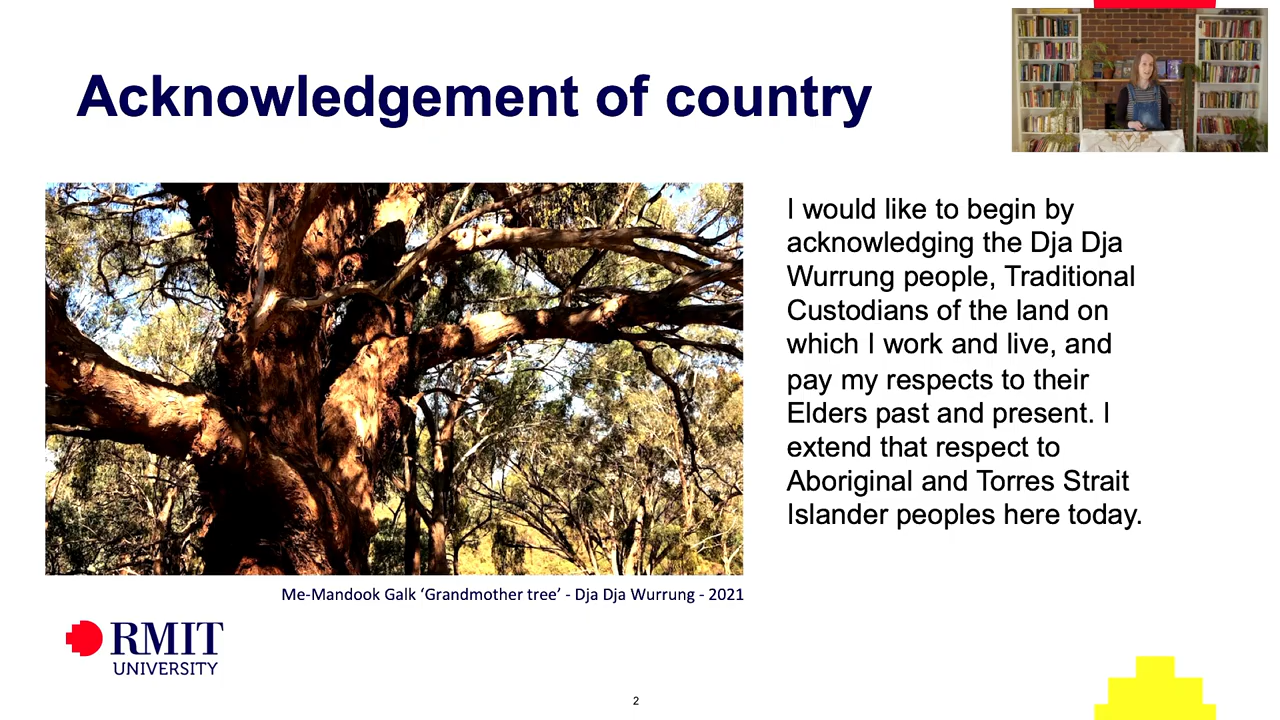 Acknowledgement of country
I would like to begin by
acknowledging the Dja Dja
Wurrung people, Traditional
Custodians of the land on
which I work and live, and
pay my respects to their
Elders past and present. I
extend that respect to
Aboriginal and Torres Strait
Islander peoples here today.
Me-Mandook Galk ‘Grandmother tree’ - Dja Dja Wurrung - 2021
RMIT
UNIVERSITY
2